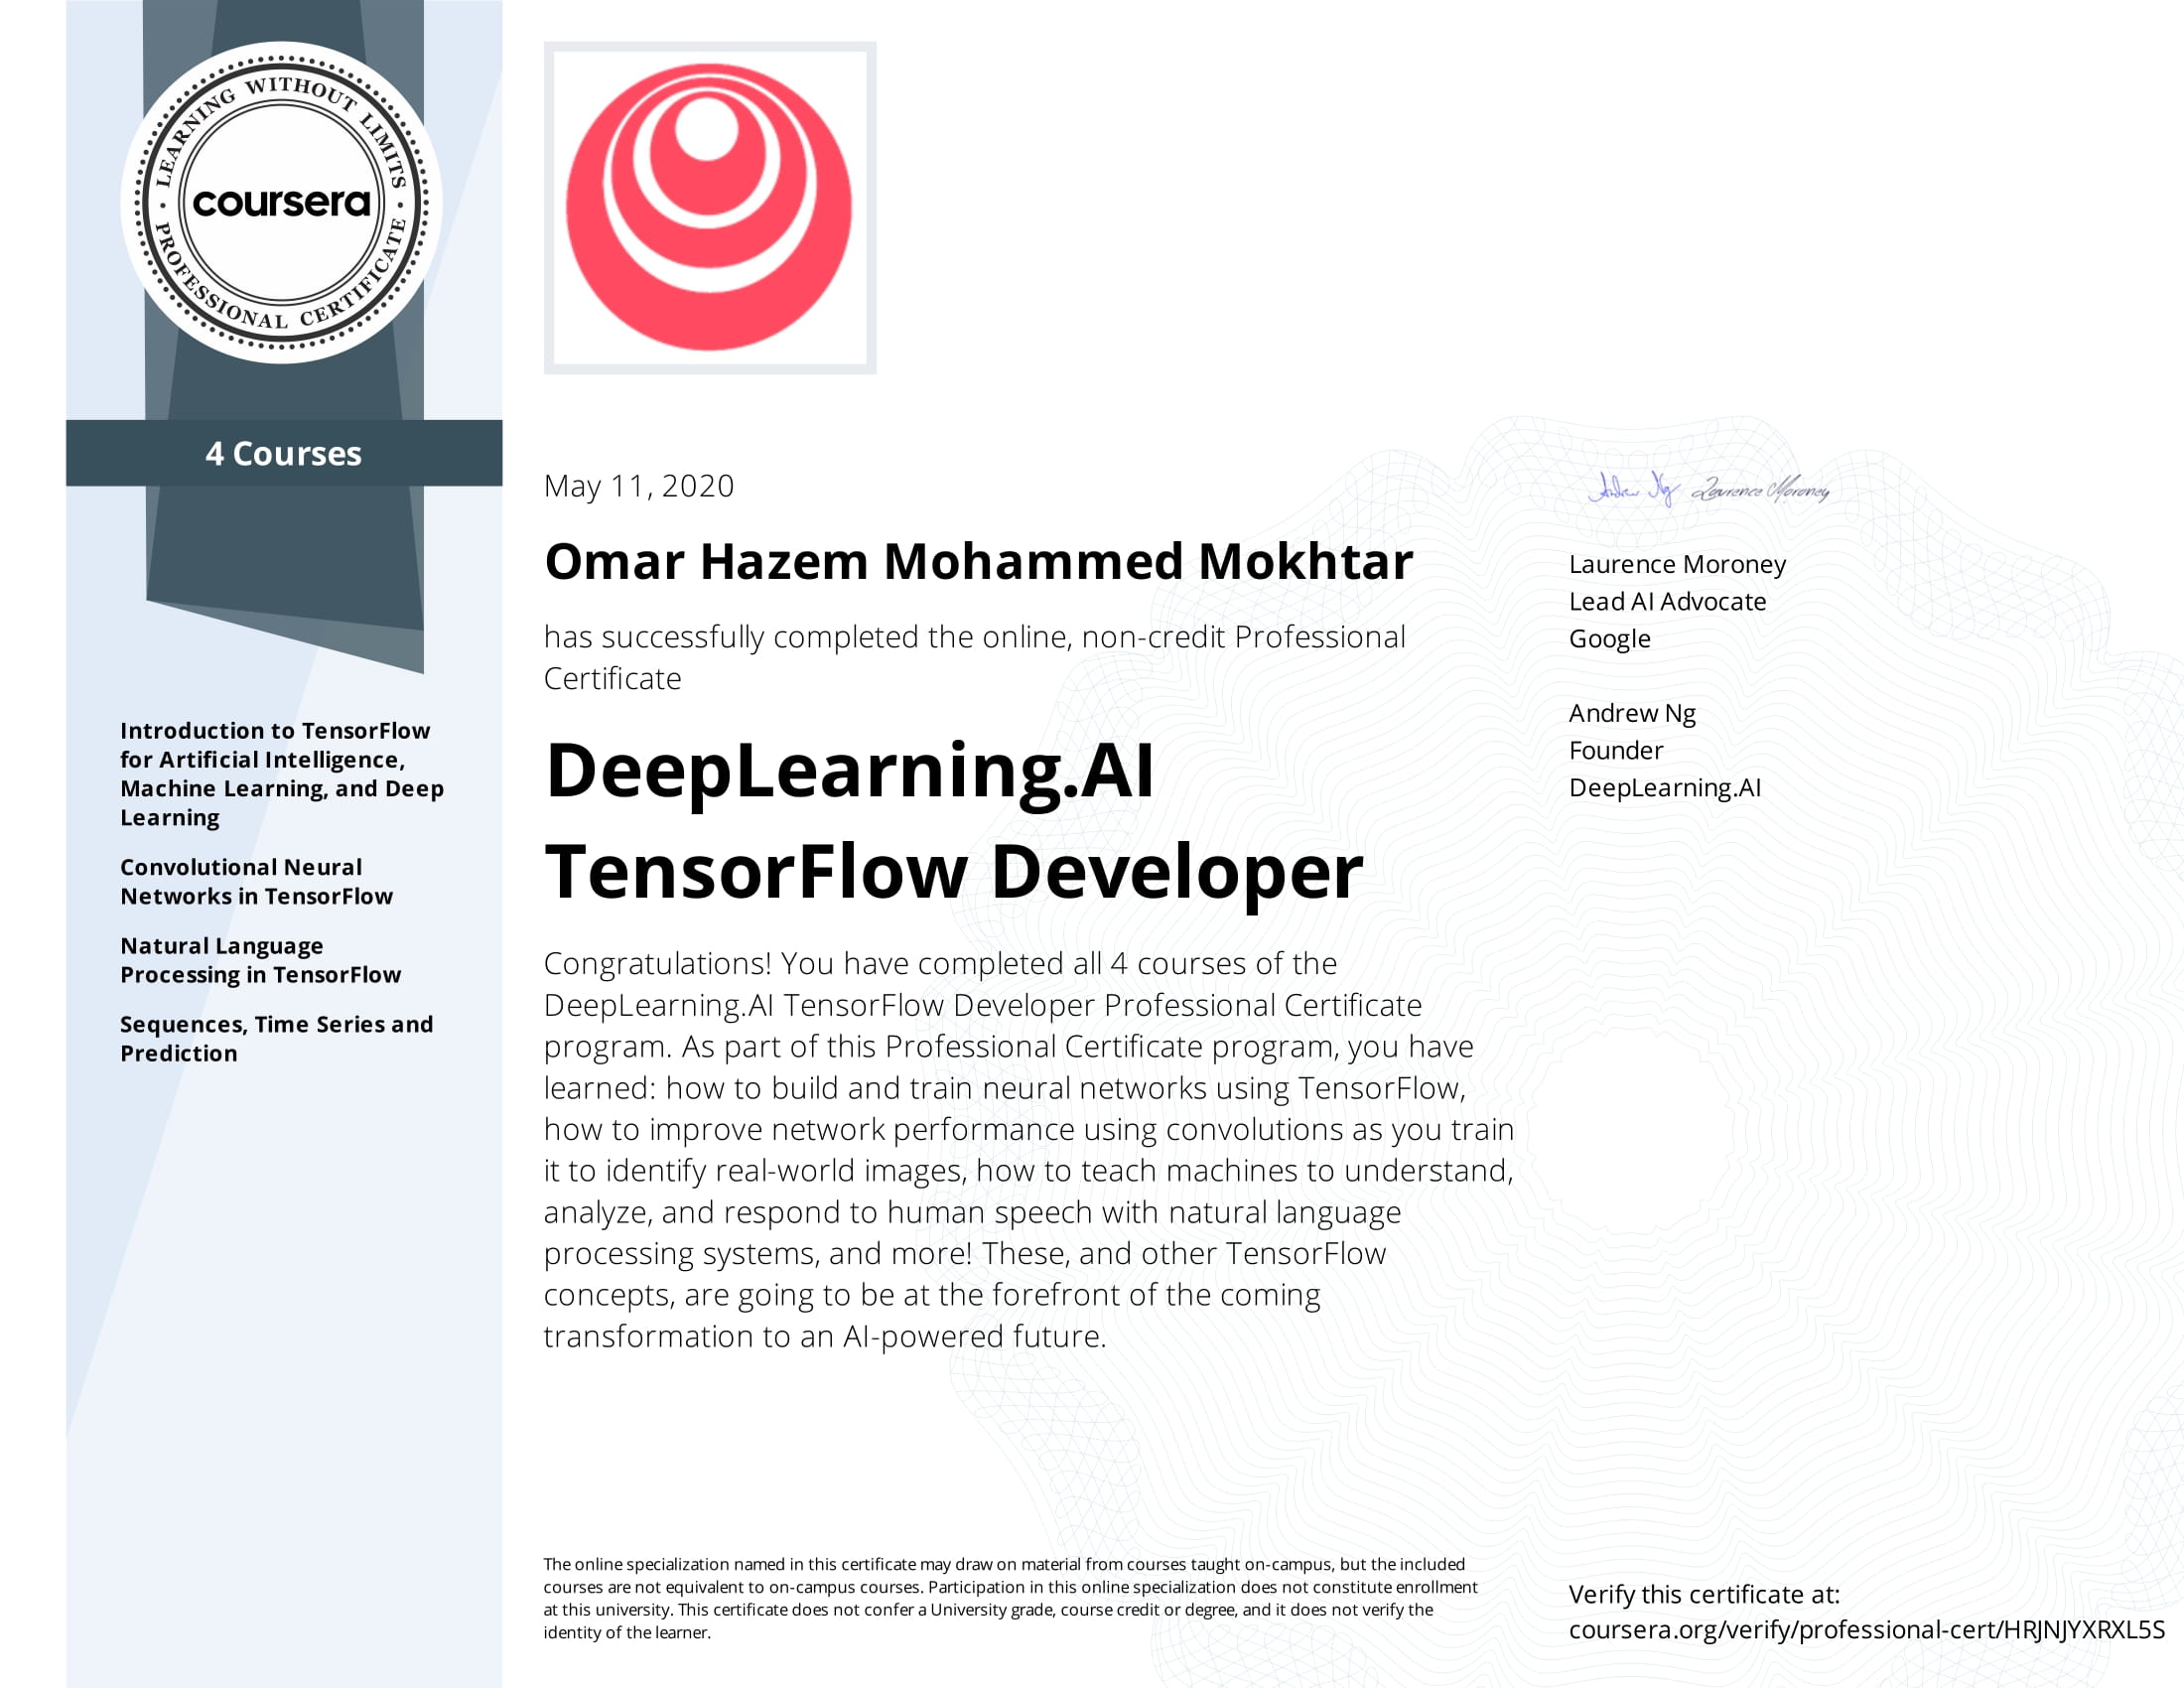 LEARNING WITHOUT LIMITS
coursera
PROFESSIONAL CERTIFICATE
4 Courses
Introduction to TensorFlow
for Artificial Intelligence,
Machine Learning, and Deep
Learning
Convolutional Neural
Networks in TensorFlow
Natural Language
Processing in TensorFlow
Sequences, Time Series and
Prediction
May 11, 2020
Omar Hazem Mohammed Mokhtar
has successfully completed the online, non-credit Professional
Certificate
DeepLearning.AI
TensorFlow Developer
Congratulations! You have completed all 4 courses of the
DeepLearning.AI TensorFlow Developer Professional Certificate
program. As part of this Professional Certificate program, you have
learned: how to build and train neural networks using TensorFlow,
how to improve network performance using convolutions as you train
it to identify real-world images, how to teach machines to understand,
analyze, and respond to human speech with natural language
processing systems, and more! These, and other TensorFlow
concepts, are going to be at the forefront of the coming
transformation to an AI-powered future.
Andrew Ng Laurence Moroney
Laurence Moroney
Lead AI Advocate
Google
Andrew Ng
Founder
DeepLearning.AI
The online specialization named in this certificate may draw on material from courses taught on-campus, but the included
courses are not equivalent to on-campus courses. Participation in this online specialization does not constitute enrollment
at this university. This certificate does not confer a University grade, course credit or degree, and it does not verify the
identity of the learner.
Verify this certificate at:
coursera.org/verify/professional-cert/HRJNJYXRXL5S